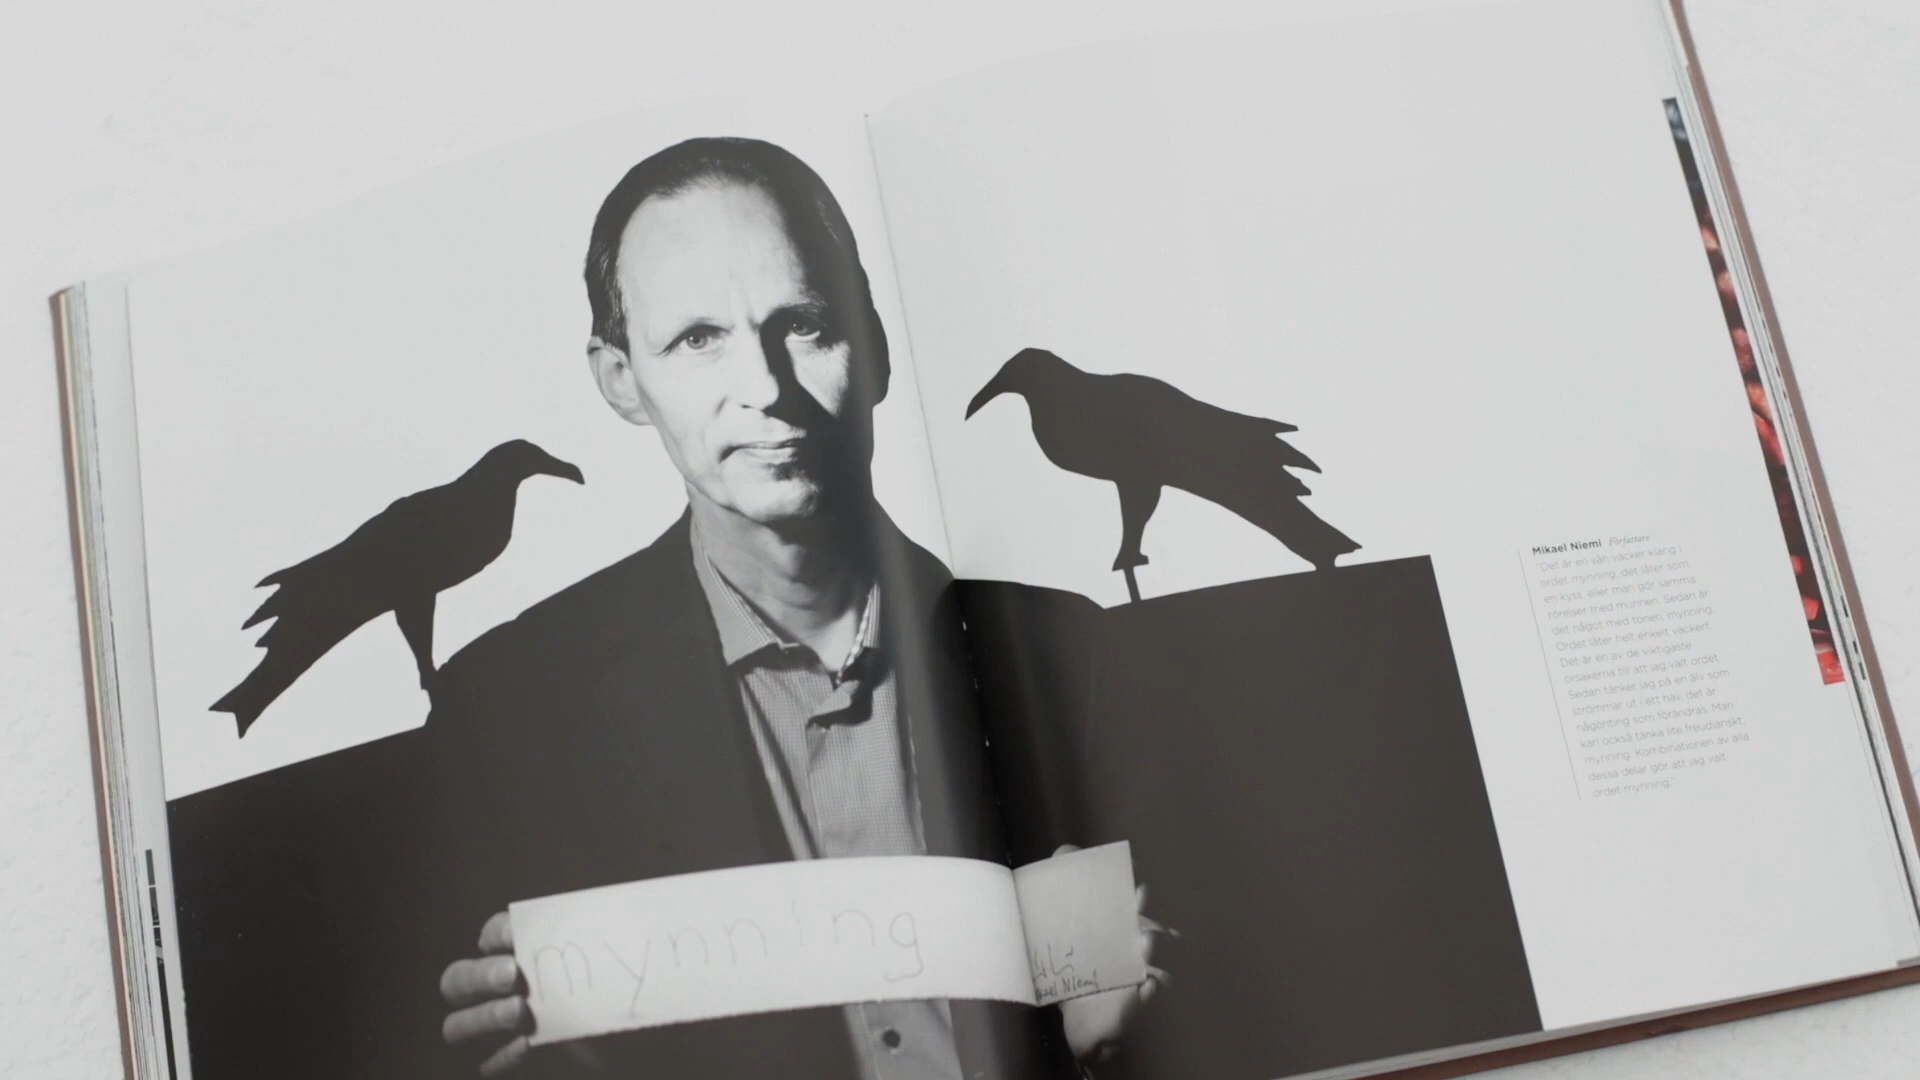 Mikael Niemi Författare
"Det är en sån vacker klang i
ordet mynning, det låter som
en kyss, eller man gör samma
rörelser med munnen. Sedan är
det något med tonen, mynning.
Ordet låter helt enkelt vackert.
Det är en av de viktigaste
orsakerna till att jag valt ordet.
Sedan tänker jag på en älv som
strömmar ut i ett hav, det är
någonting som förändras. Man
kan också tänka lite freudianskt,
mynning. Kombinationen av alla
dessa delar gör att jag valt
ordet mynning."
mynning
Niemi